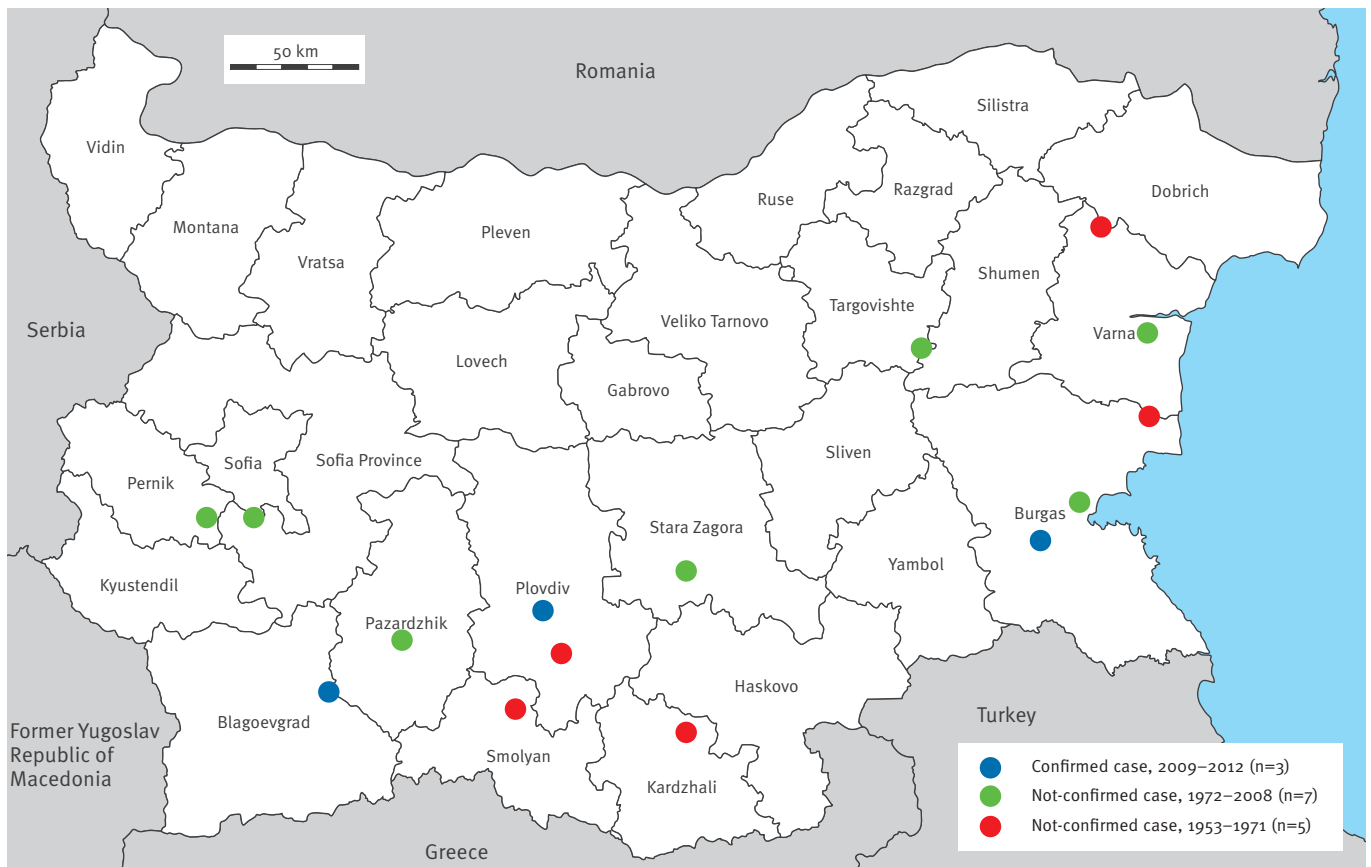 50 km
Romania
Silistra
Vidin
Dobrich
Razgrad
Ruse
Montana
Pleven
Vratsa
Shumen
Targovishte
Veliko Tarnovo
Serbia
Varna
Lovech
Gabrovo
Sliven
Sofia
Sofia Province
Pernik
Burgas
Stara Zagora
Yambol
Kyustendil
Plovdiv
Pazardzhik
Haskovo
Blagoevgrad
Turkey
Former Yugoslav
Republic of
Macedonia
Smolyan
Kardzhali
Greece
Confirmed case, 2009–2012 (n=3)
Not-confirmed case, 1972–2008 (n=7)
Not-confirmed case, 1953–1971 (n=5)